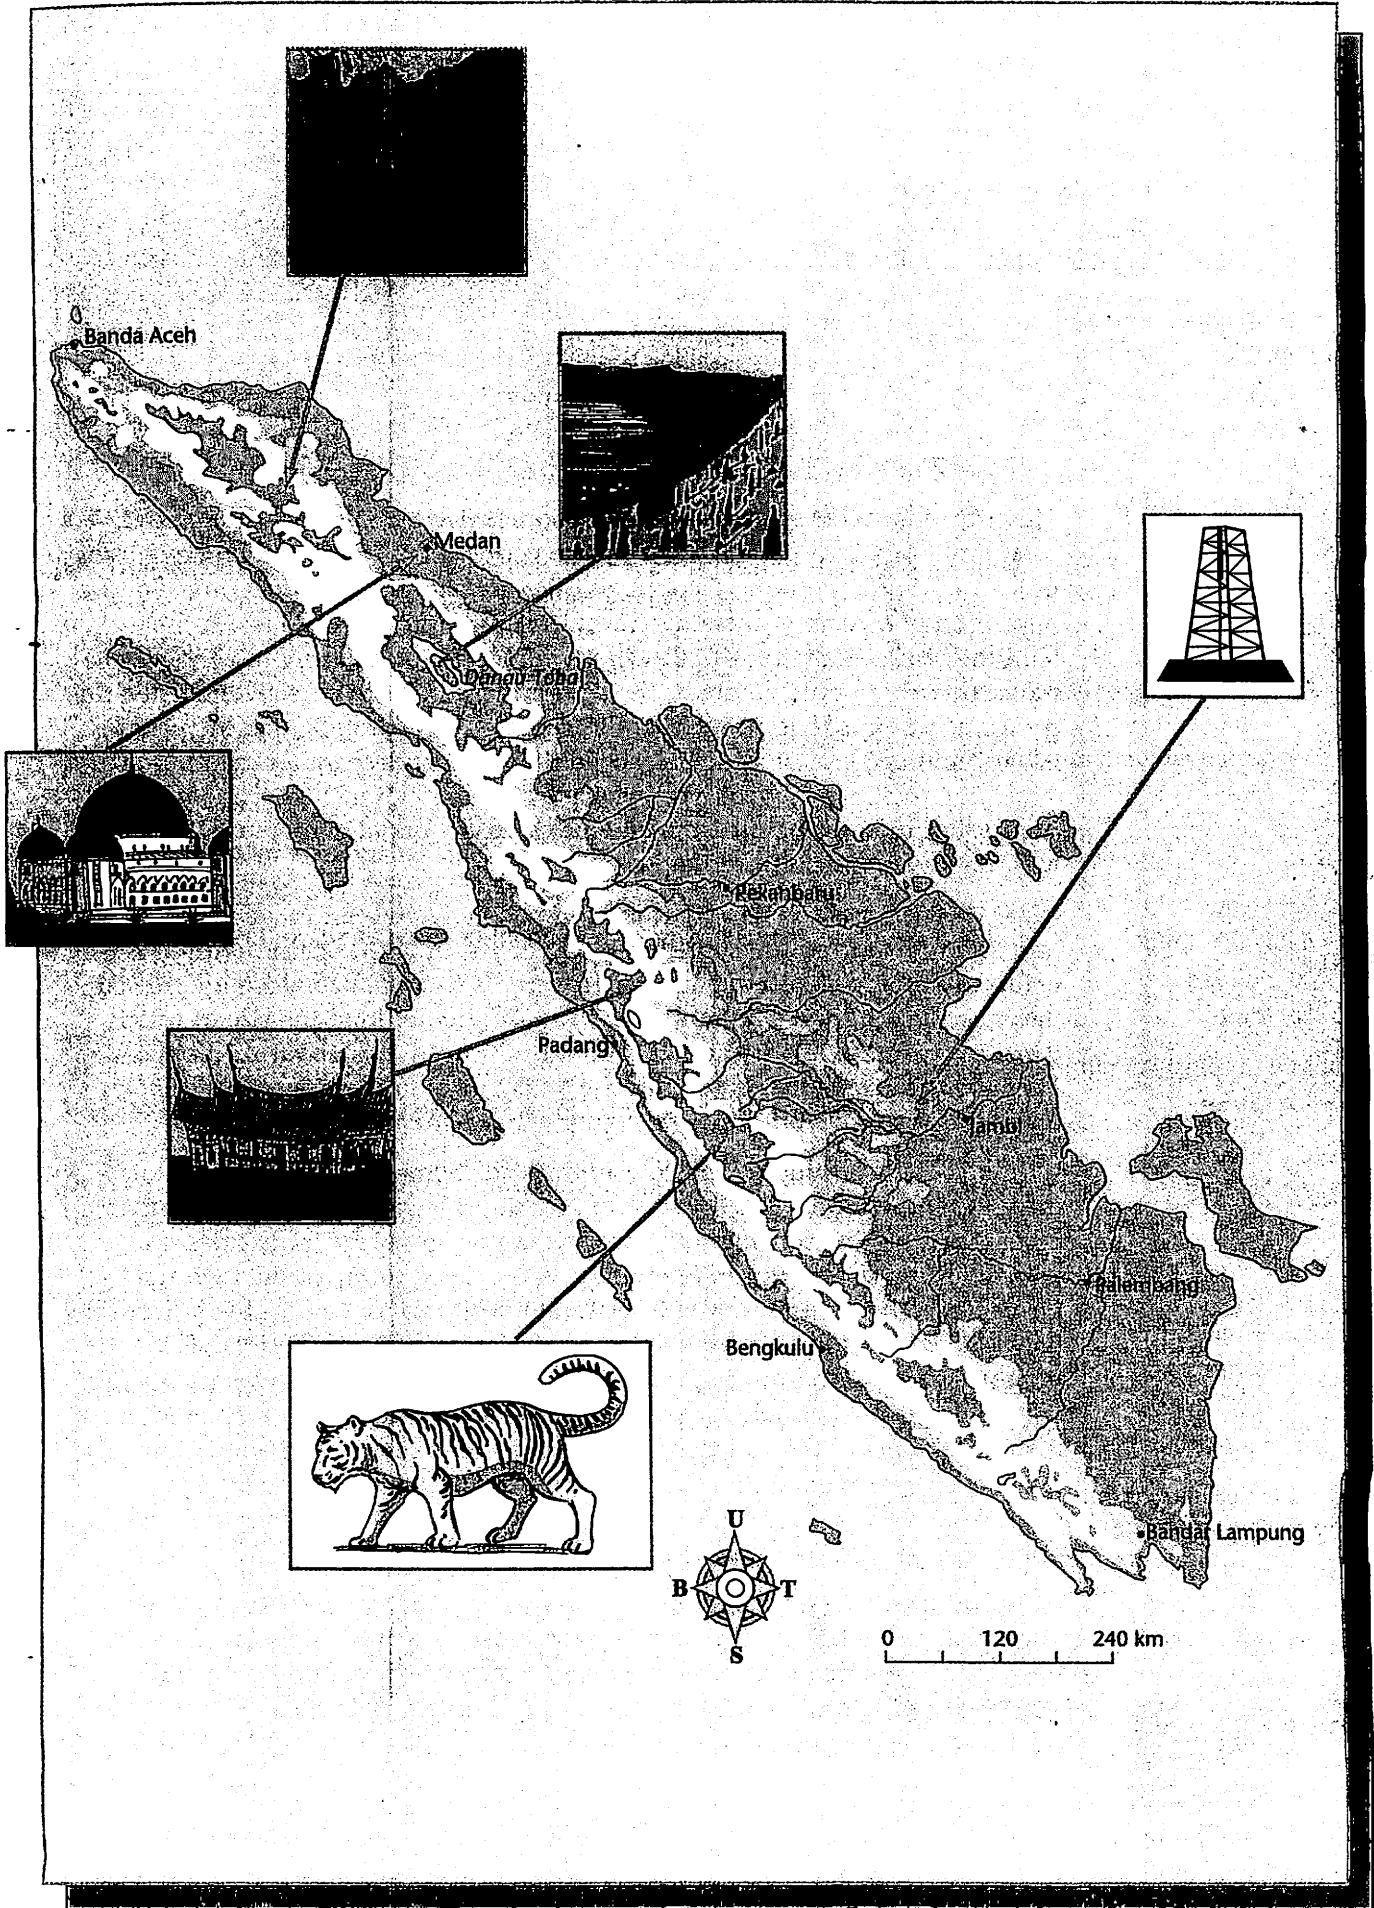 Banda Aceh
Medan
Danau Toba
Pekanbaru
Padang
Jambi
Palembang
Bengkulu
Bandar Lampung
U
B T
S
0 120 240 km